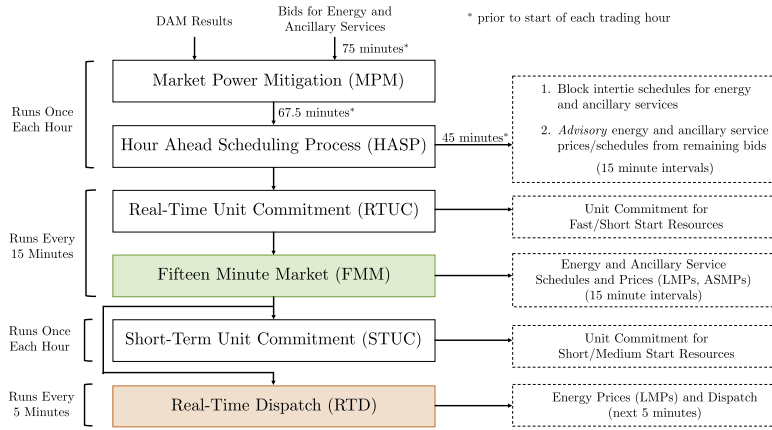 DAM Results
Bids for Energy and
Ancillary Services
* prior to start of each trading hour
75 minutes*
Runs Once
Each Hour
Market Power Mitigation (MPM)
67.5 minutes*
Hour Ahead Scheduling Process (HASP)
45 minutes*
1. Block intertie schedules for energy
and ancillary services
2. Advisory energy and ancillary service
prices/schedules from remaining bids
(15 minute intervals)
Runs Every
15 Minutes
Real-Time Unit Commitment (RTUC)
Unit Commitment for
Fast/Short Start Resources
Fifteen Minute Market (FMM)
Energy and Ancillary Service
Schedules and Prices (LMPs, ASMPs)
(15 minute intervals)
Runs Once
Each Hour
Short-Term Unit Commitment (STUC)
Unit Commitment for
Short/Medium Start Resources
Runs Every
5 Minutes
Real-Time Dispatch (RTD)
Energy Prices (LMPs) and Dispatch
(next 5 minutes)